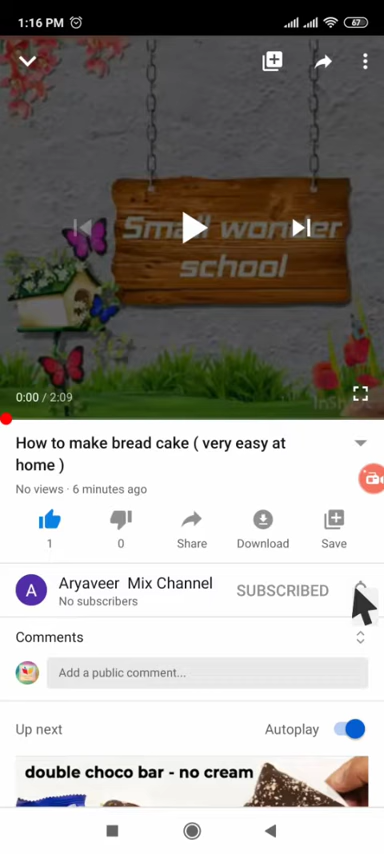 1:16 PM
67
Small wonder
school
InSh
0:00 / 2:09
How to make bread cake ( very easy at
home )
No views · 6 minutes ago
1
0
Share
Download
Save
A
Aryaveer Mix Channel
SUBSCRIBED
No subscribers
Comments
Add a public comment...
Up next
Autoplay
double choco bar - no cream